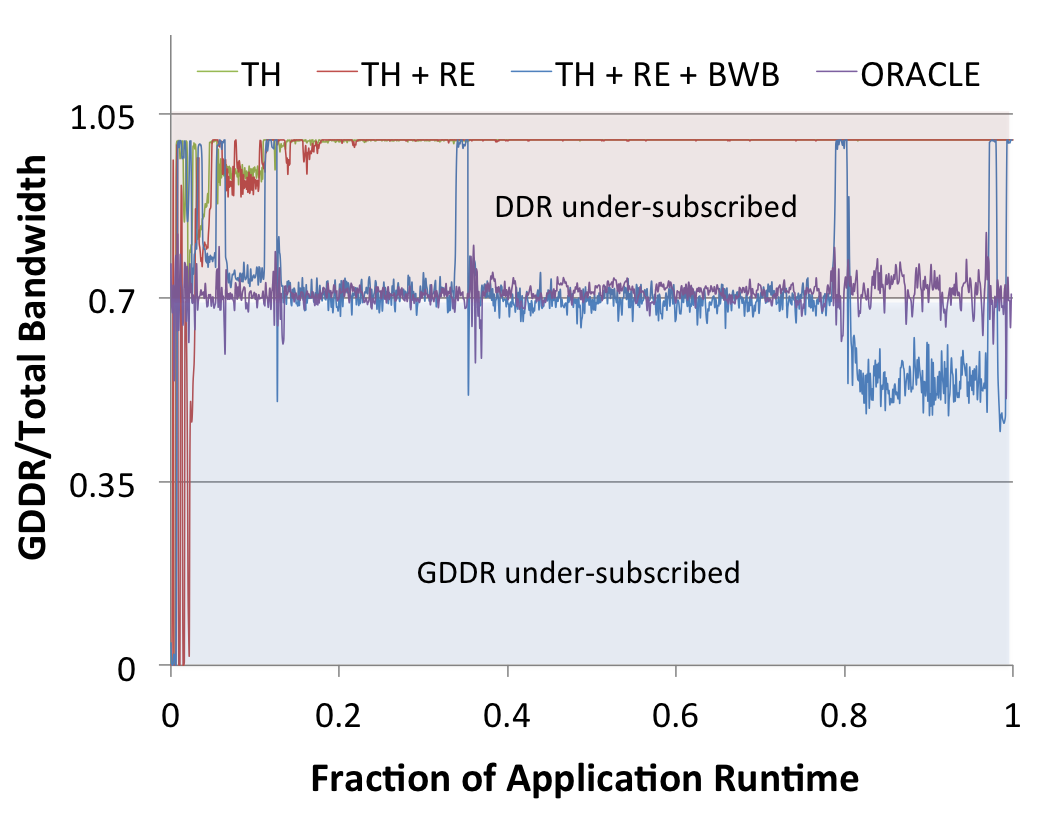 TH TH + RE TH + RE + BWB ORACLE
1.05
0.7
0.35
0
GDDR/Total Bandwidth
DDR under-subscribed
GDDR under-subscribed
0 0.2 0.4 0.6 0.8 1
Fraction of Application Runtime